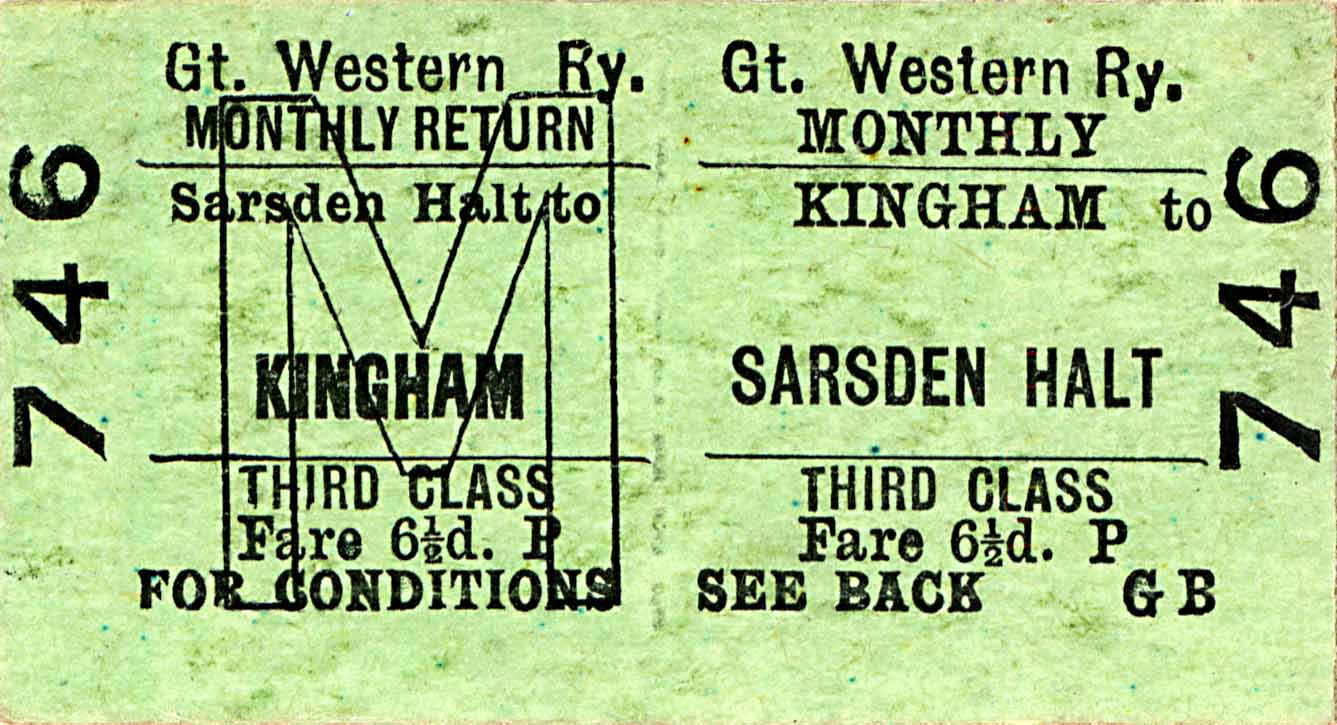 746
Gt. Western Ry.
MONTHLY RETURN
Sarsden Halt to
KINGHAM
THIRD CLASS
Fare 6½d. P
FOR CONDITIONS
M
Gt. Western Ry.
MONTHLY
KINGHAM to
SARSDEN HALT
THIRD CLASS
Fare 6½d. P
SEE BACK G B
746